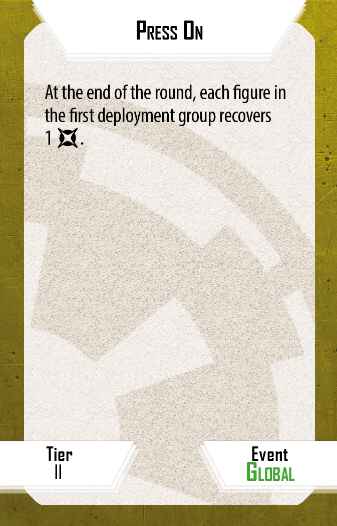 Press On
At the end of the round, each figure in
the first deployment group recovers
1 .
Tier
II
Event
Global